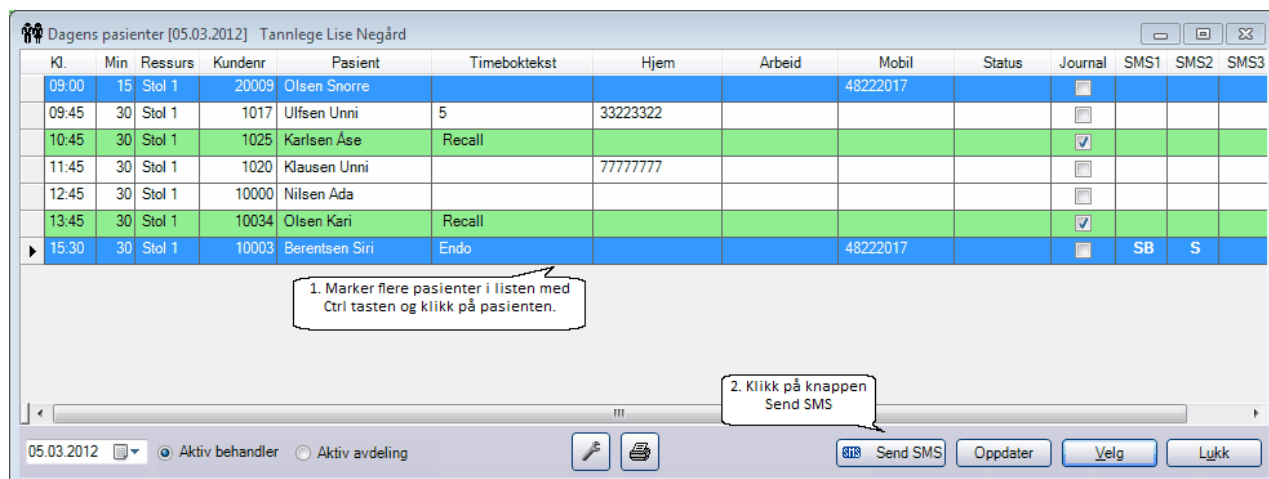 Dagens pasienter [05.03.2012] Tannlege Lise Negård
Kl. Min Ressurs Kundenr Pasient Timeboktekst Hjem Arbeid Mobil Status Journal SMS1 SMS2 SMS3
09:00 15 Stol 1 20009 Olsen Snorre 48222017
09:45 30 Stol 1 1017 Ulfsen Unni 5 33223322
10:45 30 Stol 1 1025 Karlsen Åse Recall
11:45 30 Stol 1 1020 Klausen Unni 77777777
12:45 30 Stol 1 10000 Nilsen Ada
13:45 30 Stol 1 10034 Olsen Kari Recall
15:30 30 Stol 1 10003 Berentsen Siri Endo 48222017 SB S
1. Marker flere pasienter i listen med
Ctrl tasten og klikk på pasienten.
2. Klikk på knappen
Send SMS
05.03.2012 Aktiv behandler Aktiv avdeling SMS Send SMS Oppdater Velg Lukk